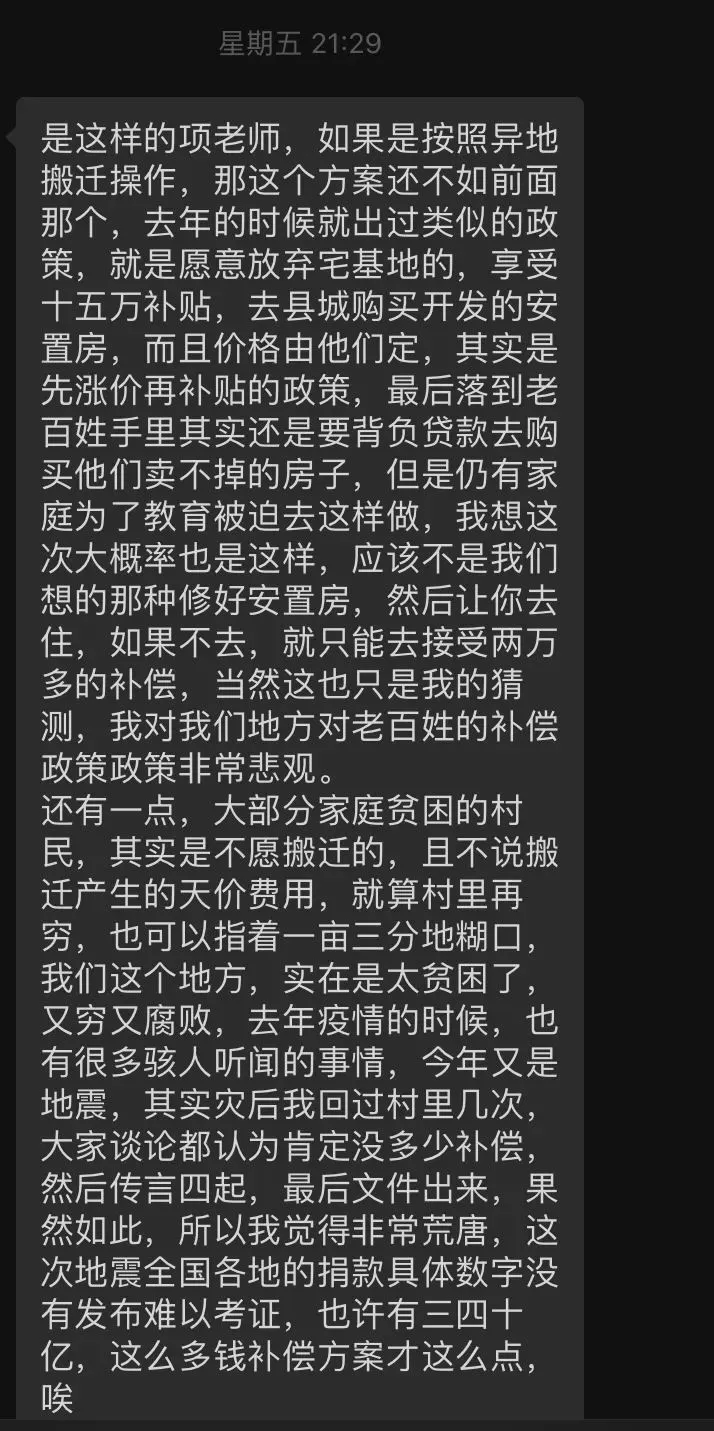 星期五 21:29
是这样的项老师，如果是按照异地
搬迁操作，那这个方案还不如前面
那个，去年的时候就出过类似的政
策，就是愿意放弃宅基地的，享受
十五万补贴，去县城购买开发的安
置房，而且价格由他们定，其实是
先涨价再补贴的政策，最后落到老
百姓手里其实还是要背负贷款去购
买他们卖不掉的房子，但是仍有家
庭为了教育被迫去这样做，我想这
次大概率也是这样，应该不是我们
想的那种修好安置房，然后让你去
住，如果不去，就只能去接受两万
多的补偿，当然这也只是我的猜
测，我对我们地方对老百姓的补偿
政策政策非常悲观。
还有一点，大部分家庭贫困的村
民，其实是不愿搬迁的，且不说搬
迁产生的天价费用，就算村里再
穷，也可以指着一亩三分地糊口，
我们这个地方，实在是太贫困了，
又穷又腐败，去年疫情的时候，也
有很多骇人听闻的事情，今年又是
地震，其实灾后我回过村里几次，
大家谈论都认为肯定没多少补偿，
然后传言四起，最后文件出来，果
然如此，所以我觉得非常荒唐，这
次地震全国各地的捐款具体数字没
有发布难以考证，也许有三四十
亿，这么多钱补偿方案才这么点，
唉